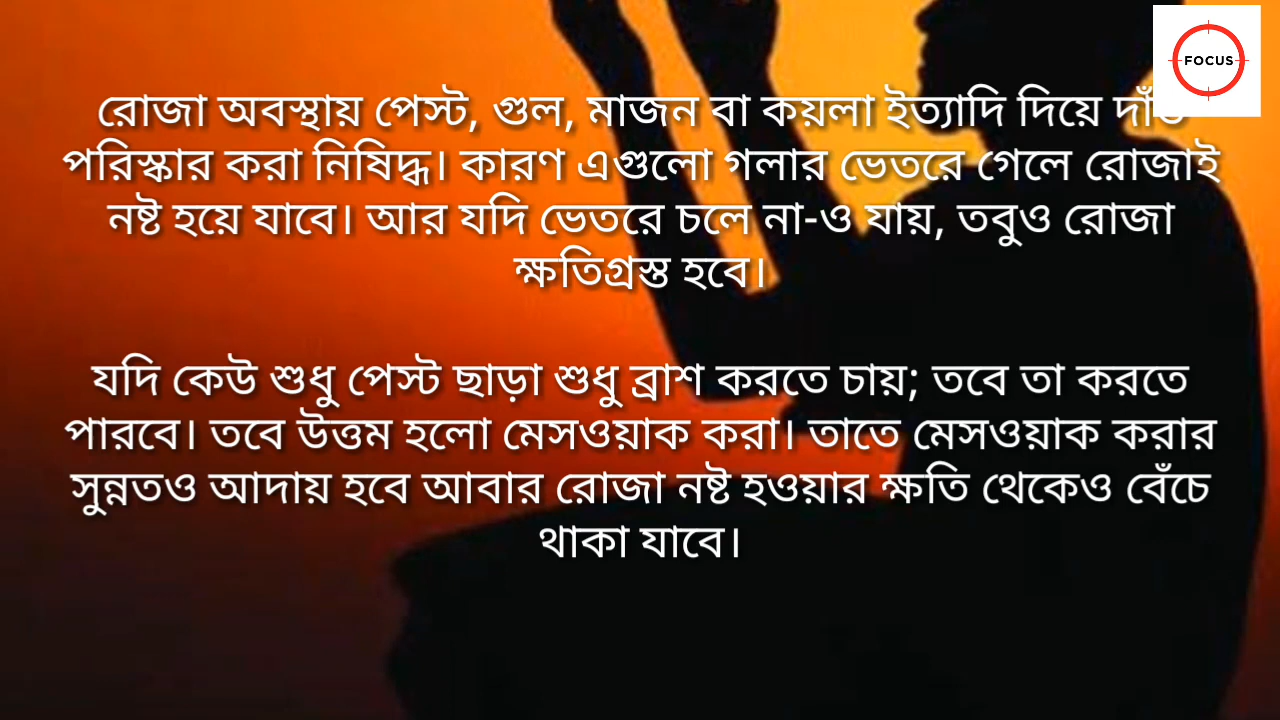 রোজা অবস্থায় পেস্ট, গুল, মাজন বা কয়লা ইত্যাদি দিয়ে
পরিস্কার করা নিষিদ্ধ। কারণ এগুলো গলার ভেতরে গেলে রোজাই
নষ্ট হয়ে যাবে। আর যদি ভেতরে চলে না-ও যায়, তবুও রোজা
ক্ষতিগ্রস্ত হবে।
যদি কেউ শুধু পেস্ট ছাড়া শুধু ব্রাশ করতে চায়; তবে তা করতে
পারবে। তবে উত্তম হলো মেসওয়াক করা। তাতে মেসওয়াক করার
সুন্নতও আদায় হবে আবার রোজা নষ্ট হওয়ার ক্ষতি থেকেও বেঁচে
থাকা যাবে।
FOCUS